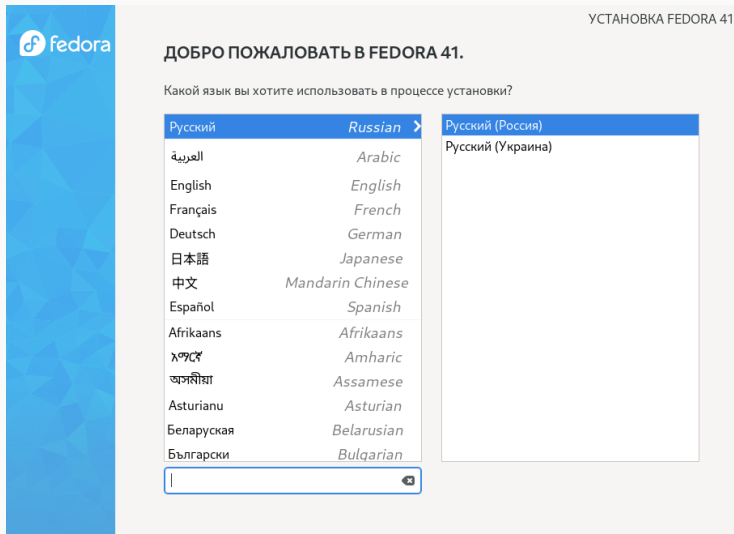 УСТАНОВКА FEDORA 41
fedora
ДОБРО ПОЖАЛОВАТЬ В FEDORA 41.
Какой язык вы хотите использовать в процессе установки?
Русский Russian
العربية Arabic
English English
Français French
Deutsch German
日本語 Japanese
中文 Mandarin Chinese
Español Spanish
Afrikaans Afrikaans
አማርኛ Amharic
অসমীয়া Assamese
Asturianu Asturian
Беларуская Belarusian
Български Bulgarian
Русский (Россия)
Русский (Украина)